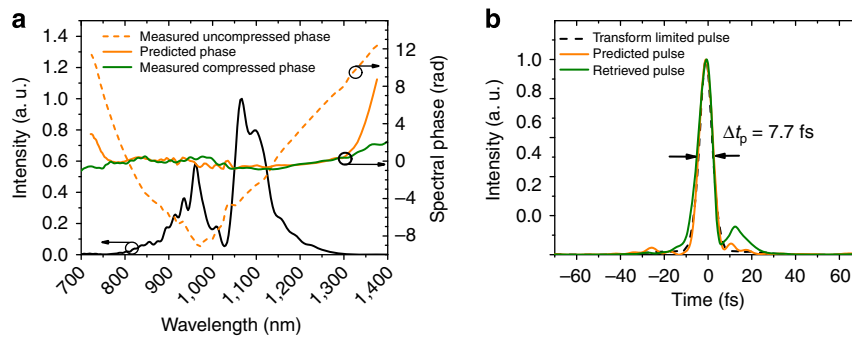 a
Measured uncompressed phase
Predicted phase
Measured compressed phase
Intensity (a. u.)
1.4
1.2
1.0
0.8
0.6
0.4
0.2
0.0
12
8
4
0
−4
−8
Spectral phase (rad)
700 800 900 1,000 1,100 1,200 1,300 1,400
Wavelength (nm)
b
Transform limited pulse
Predicted pulse
Retrieved pulse
Δtp = 7.7 fs
Intensity (a. u.)
1.0
0.8
0.6
0.4
0.2
0.0
−60 −40 −20 0 20 40 60
Time (fs)